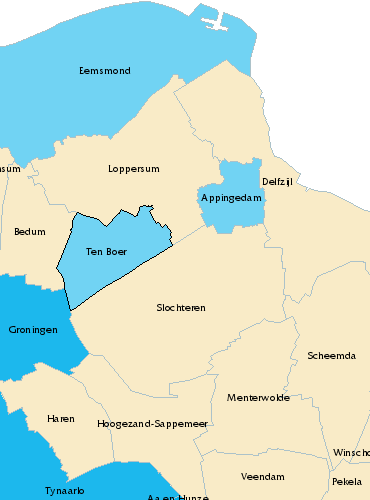 Eemsmond
nsum
Loppersum
Delfzijl
Appingedam
Bedum
Ten Boer
Slochteren
Groningen
Scheemda
Menterwolde
Haren
Hoogezand-Sappemeer
Winscho
Veendam
Pekela
Tynaarlo
Aa en Hunze